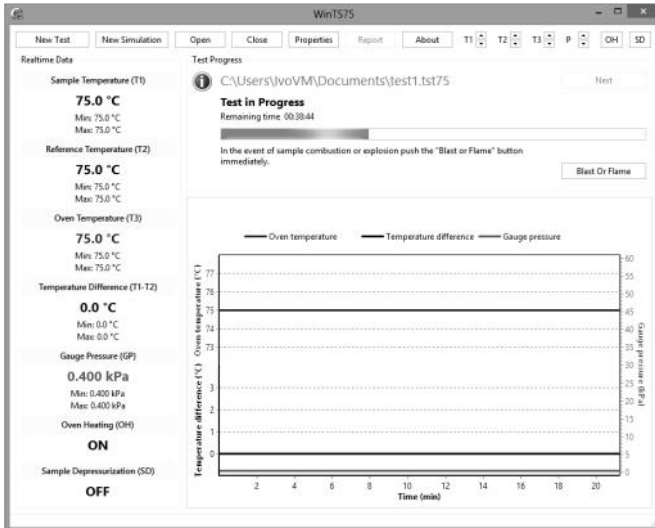 WinTS75
New Test New Simulation Open Close Properties Report About T1 T2 T3 P OH SD
Realtime Data
Sample Temperature (T1)
75.0 °C
Min: 75.0 °C
Max: 75.0 °C
Reference Temperature (T2)
75.0 °C
Min: 75.0 °C
Max: 75.0 °C
Oven Temperature (T3)
75.0 °C
Min: 75.0 °C
Max: 75.0 °C
Temperature Difference (T1-T2)
0.0 °C
Min: 0.0 °C
Max: 0.0 °C
Gauge Pressure (GP)
0.400 kPa
Min: 0.400 kPa
Max: 0.400 kPa
Oven Heating (OH)
ON
Sample Depressurization (SD)
OFF
Test Progress
C:\Users\IvoVM\Documents\test1.tst75
Next
Test in Progress
Remaining time 00:38:44
In the event of sample combustion or explosion push the "Blast or Flame" button
immediately.
Blast Or Flame
Oven temperature Temperature difference Gauge pressure
Oven temperature (°C)
77
76
75
74
73
Temperature difference (°C)
3
2
1
0
Gauge pressure (kPa)
60
55
50
45
40
35
30
25
20
15
10
5
0
2 4 6 8 10 12 14 16 18 20
Time (min)